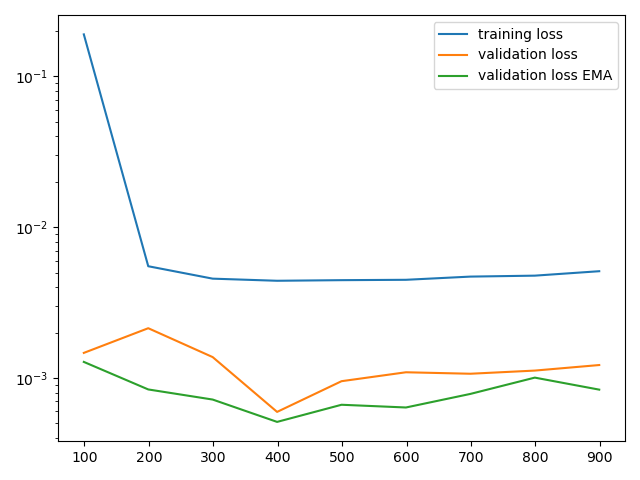 training loss
validation loss
validation loss EMA
10⁻¹
10⁻²
10⁻³
100 200 300 400 500 600 700 800 900